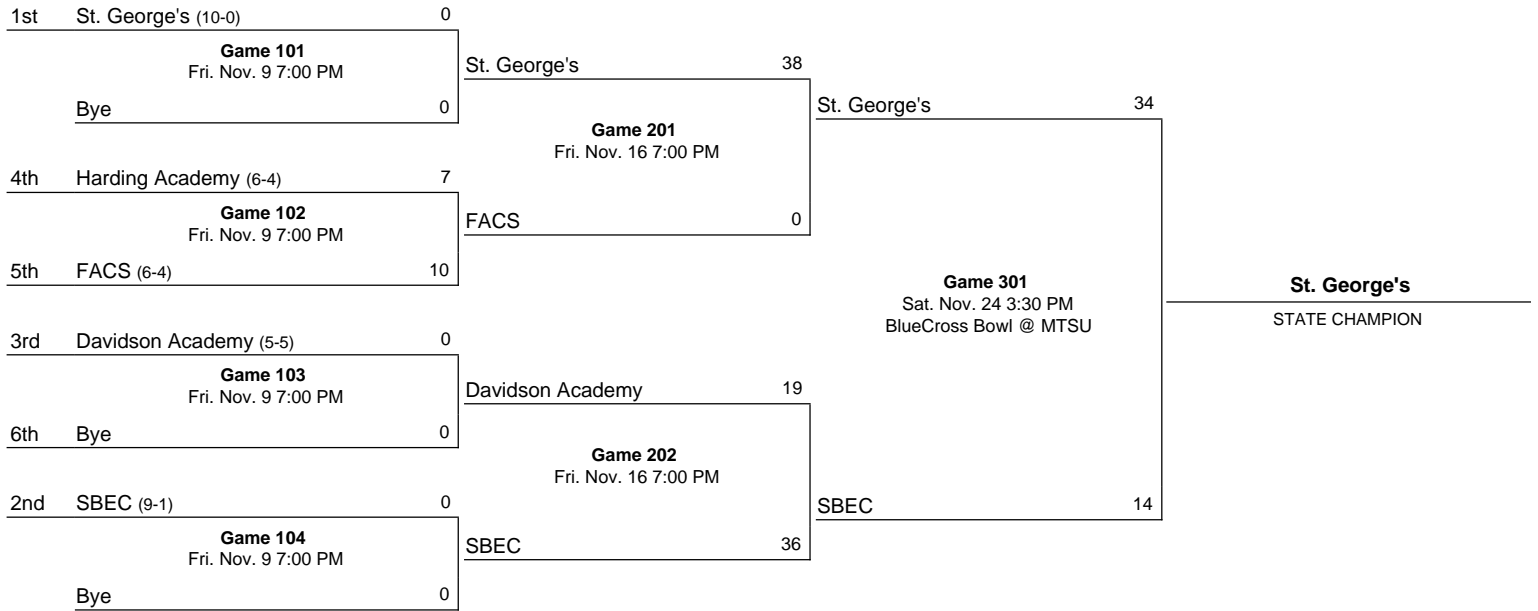 1st St. George's (10-0) 0
Game 101
Fri. Nov. 9 7:00 PM
Bye 0
4th Harding Academy (6-4) 7
Game 102
Fri. Nov. 9 7:00 PM
5th FACS (6-4) 10
3rd Davidson Academy (5-5) 0
Game 103
Fri. Nov. 9 7:00 PM
6th Bye 0
2nd SBEC (9-1) 0
Game 104
Fri. Nov. 9 7:00 PM
Bye 0
St. George's 38
Game 201
Fri. Nov. 16 7:00 PM
FACS 0
Davidson Academy 19
Game 202
Fri. Nov. 16 7:00 PM
SBEC 36
St. George's 34
Game 301
Sat. Nov. 24 3:30 PM
BlueCross Bowl @ MTSU
SBEC 14
St. George's
STATE CHAMPION